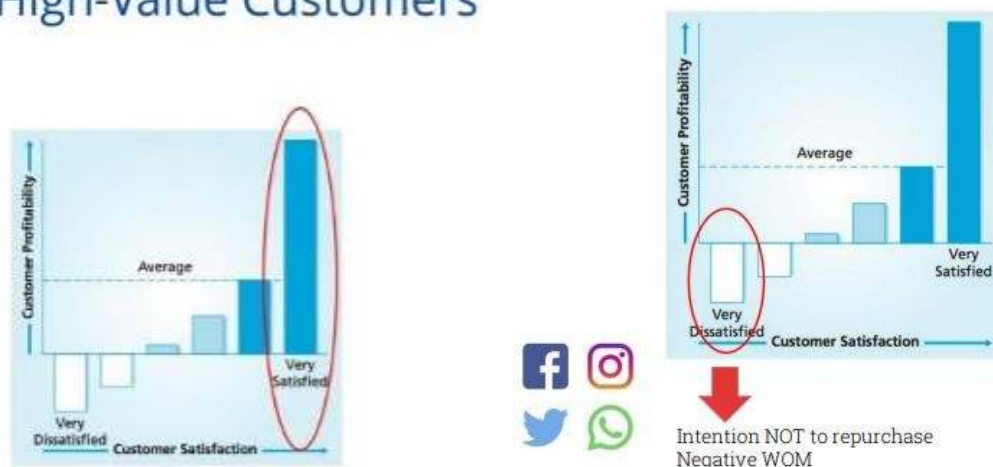 High-Value Customers
Customer Profitability
Average
Very
Satisfied
Very
Dissatisfied
Customer Satisfaction
Customer Profitability
Average
Very
Satisfied
Very
Dissatisfied
Customer Satisfaction
Intention NOT to repurchase
Negative WOM